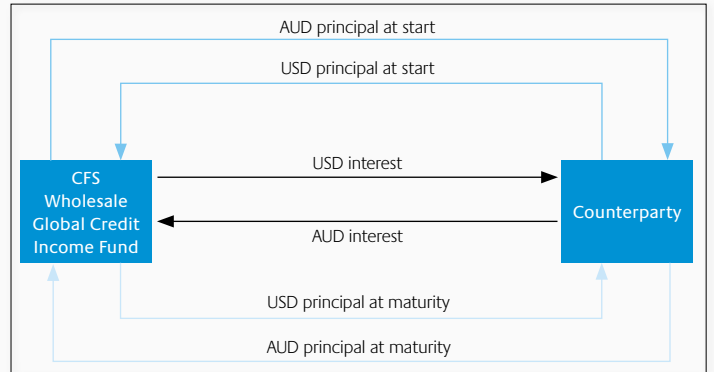 AUD principal at start
USD principal at start
USD interest
CFS
Wholesale
Global Credit
Income Fund
Counterparty
AUD interest
USD principal at maturity
AUD principal at maturity